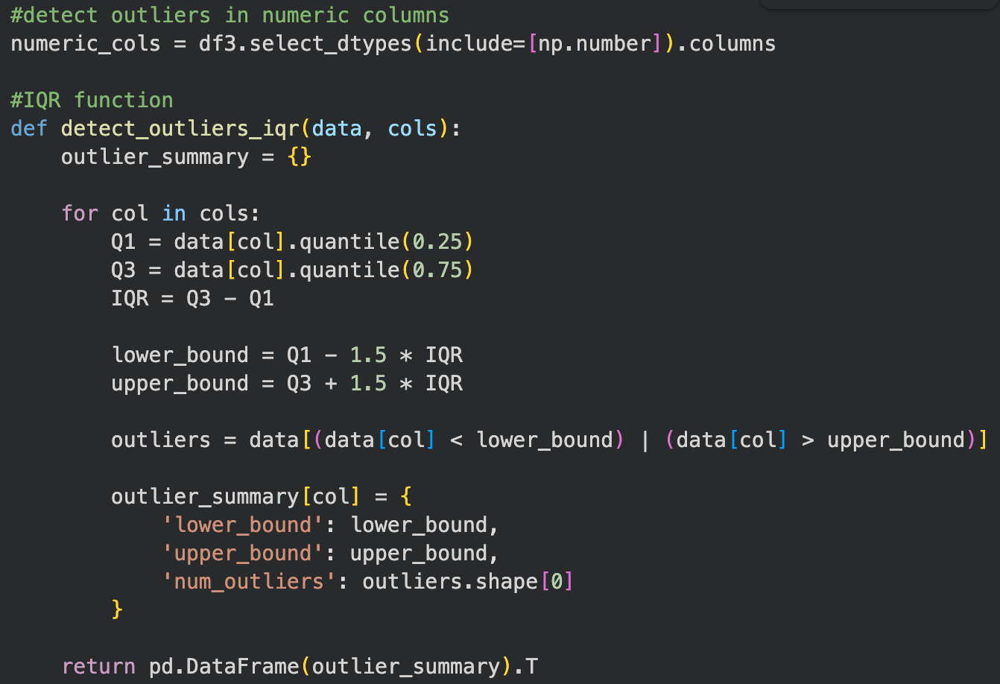 #detect outliers in numeric columns
numeric_cols = df3.select_dtypes(include=[np.number]).columns

#IQR function
def detect_outliers_iqr(data, cols):
    outlier_summary = {}

    for col in cols:
        Q1 = data[col].quantile(0.25)
        Q3 = data[col].quantile(0.75)
        IQR = Q3 - Q1

        lower_bound = Q1 - 1.5 * IQR
        upper_bound = Q3 + 1.5 * IQR

        outliers = data[(data[col] < lower_bound) | (data[col] > upper_bound)]

        outlier_summary[col] = {
            'lower_bound': lower_bound,
            'upper_bound': upper_bound,
            'num_outliers': outliers.shape[0]
        }

    return pd.DataFrame(outlier_summary).T